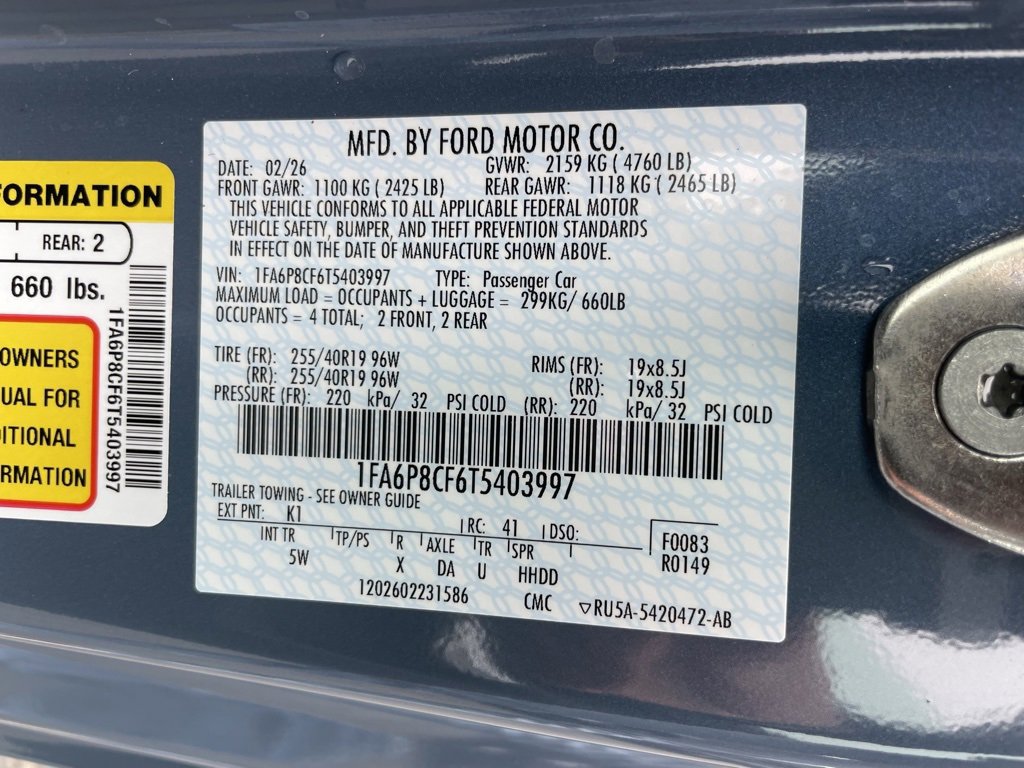 FORMATION
REAR: 2
660 lbs.
OWNERS
UAL FOR
DITIONAL
RMATION
1FA6P8CF6T5403997
MFD. BY FORD MOTOR CO.
DATE: 02/26 GVWR: 2159 KG ( 4760 LB)
FRONT GAWR: 1100 KG ( 2425 LB) REAR GAWR: 1118 KG ( 2465 LB)
THIS VEHICLE CONFORMS TO ALL APPLICABLE FEDERAL MOTOR
VEHICLE SAFETY, BUMPER, AND THEFT PREVENTION STANDARDS
IN EFFECT ON THE DATE OF MANUFACTURE SHOWN ABOVE.
VIN: 1FA6P8CF6T5403997 TYPE: Passenger Car
MAXIMUM LOAD = OCCUPANTS + LUGGAGE = 299KG/ 660LB
OCCUPANTS = 4 TOTAL; 2 FRONT, 2 REAR
TIRE (FR): 255/40R19 96W RIMS (FR): 19x8.5J
(RR): 255/40R19 96W (RR): 19x8.5J
PRESSURE (FR): 220 kPa/ 32 PSI COLD (RR): 220 kPa/ 32 PSI COLD
1FA6P8CF6T5403997
TRAILER TOWING - SEE OWNER GUIDE
EXT PNT: K1 RC: 41 DSO: F0083
INT TR TP/PS R AXLE TR SPR R0149
5W X DA U HHDD
1202602231586 CMC ▽RU5A-5420472-AB